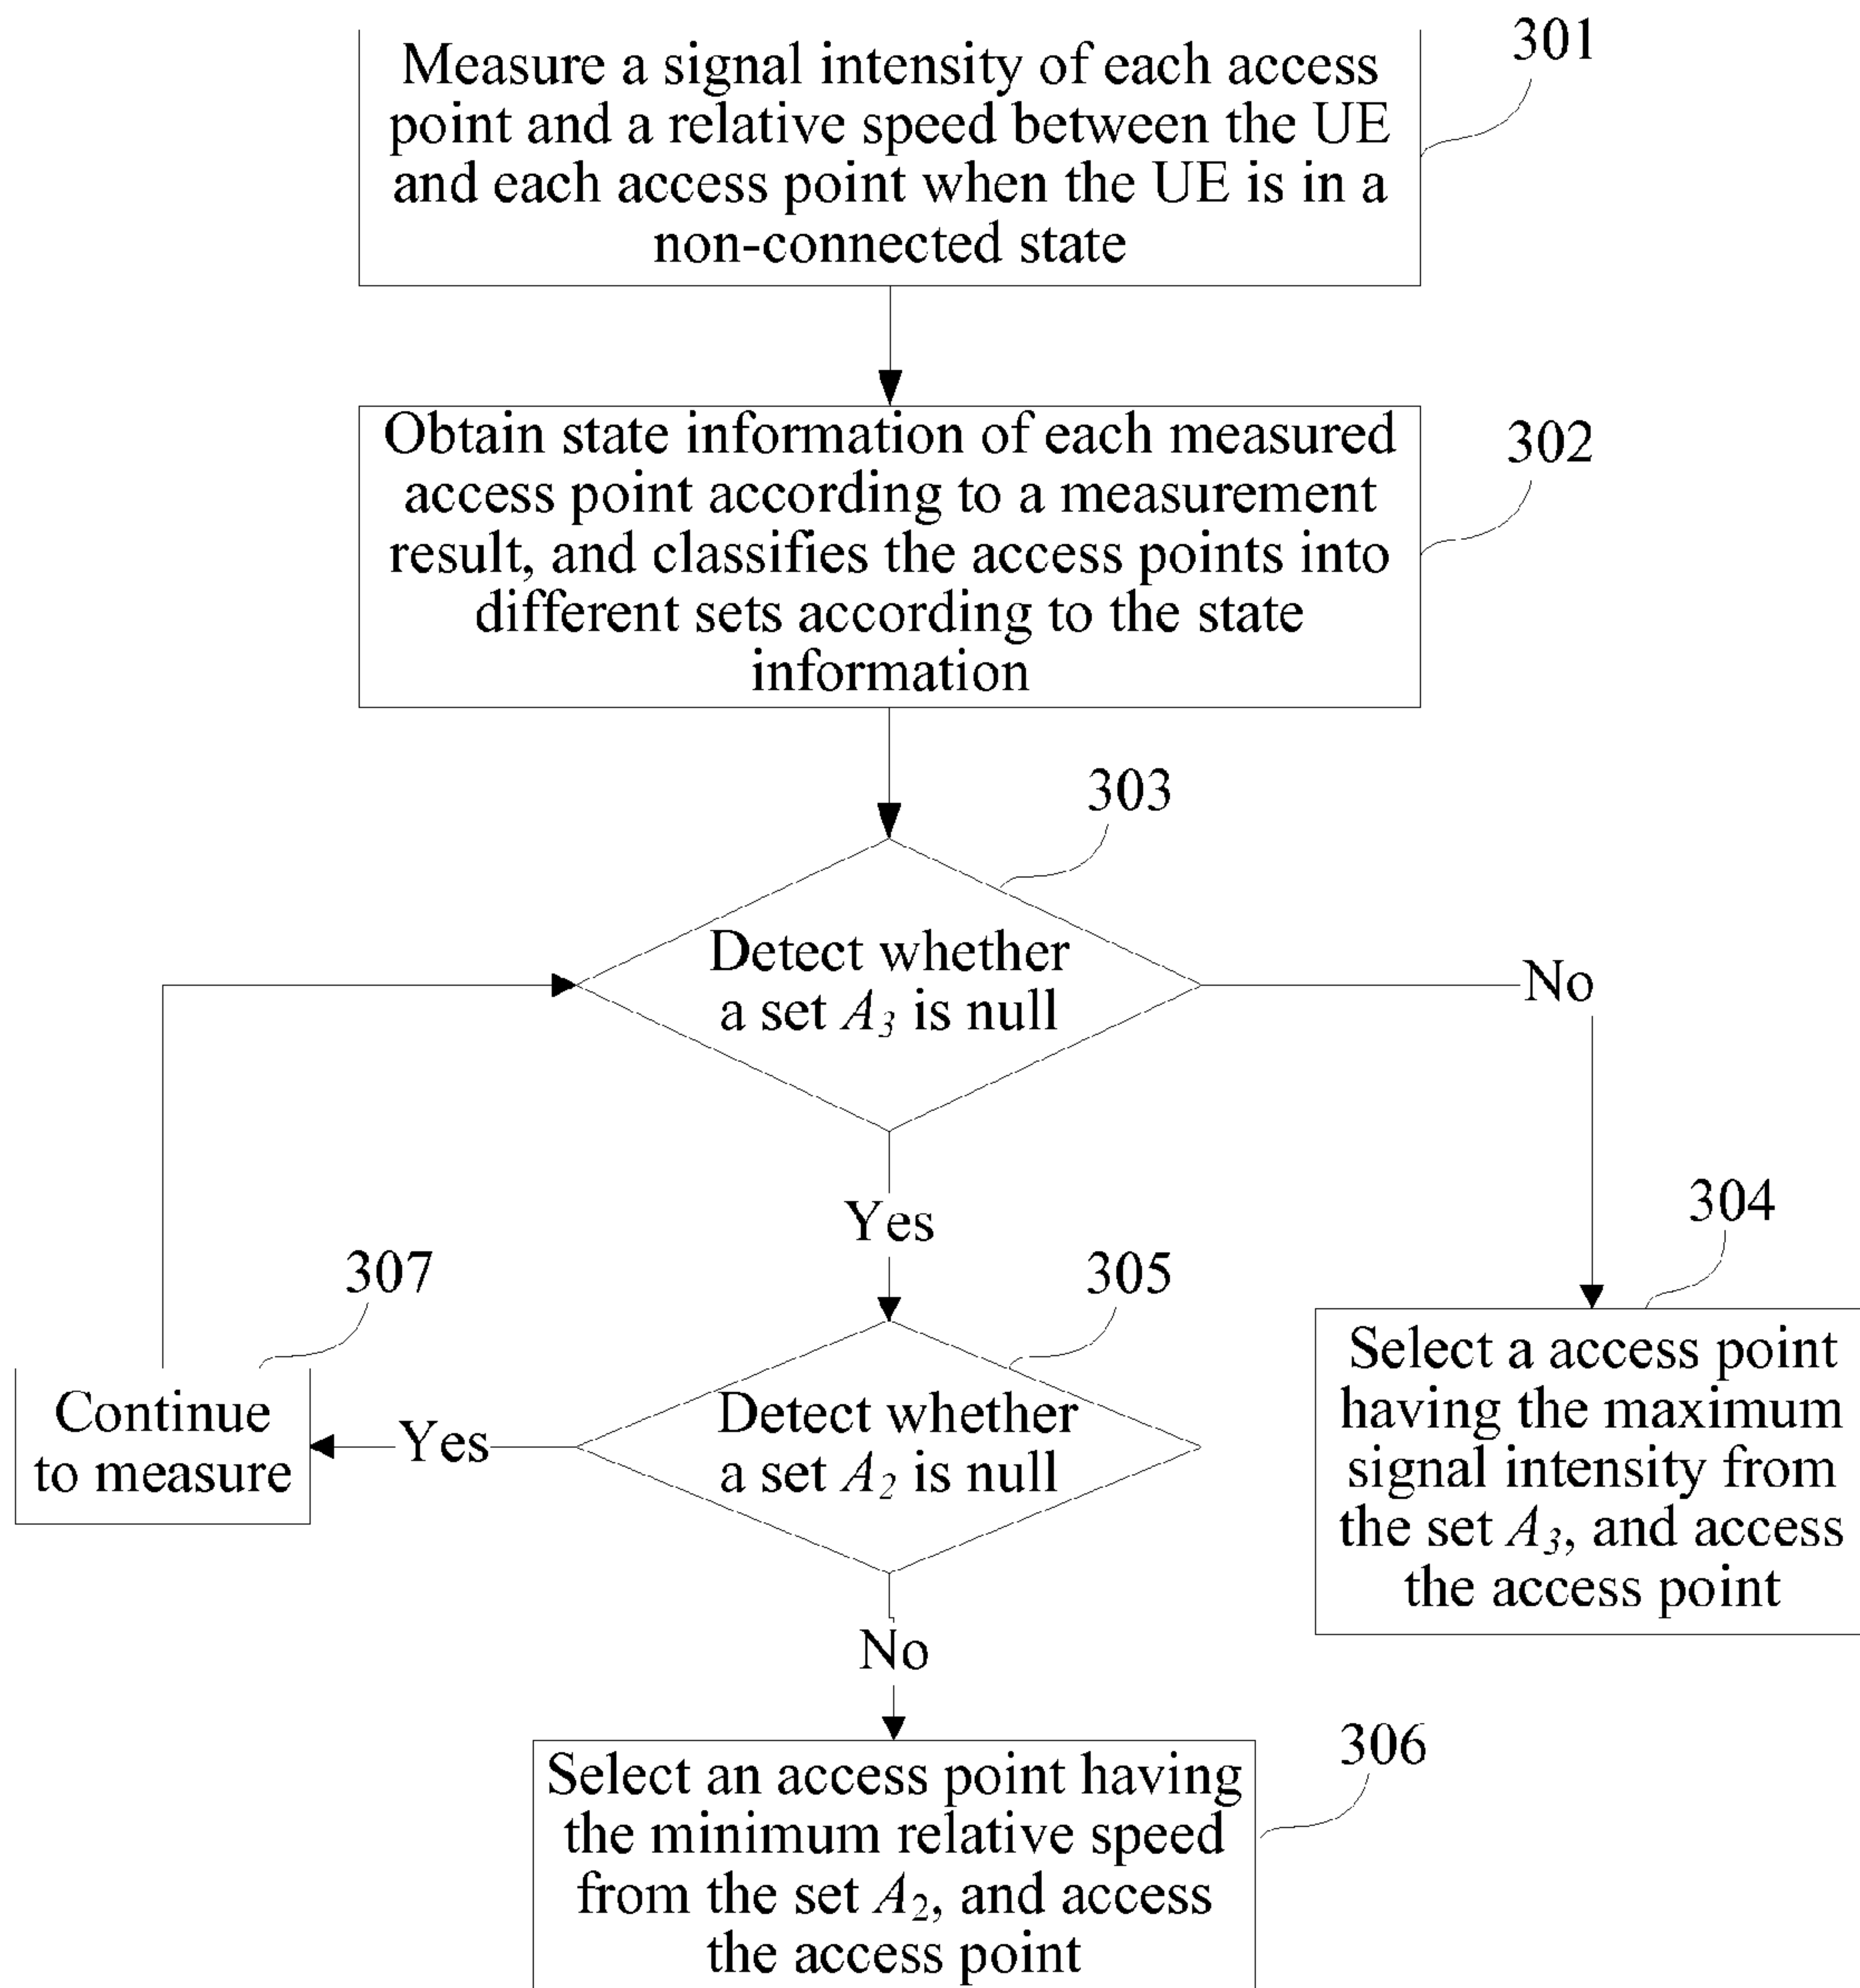 301
Measure a signal intensity of each access
point and a relative speed between the UE
and each access point when the UE is in a
non-connected state
Obtain state information of each measured
access point according to a measurement
result, and classifies the access points into
different sets according to the state
information
302
303
Detect whether
a set A3 is null
No
Yes
304
Select a access point
having the maximum
signal intensity from
the set A3, and access
the access point
305
Detect whether
a set A2 is null
Yes
307
Continue
to measure
No
306
Select an access point having
the minimum relative speed
from the set A2, and access
the access point